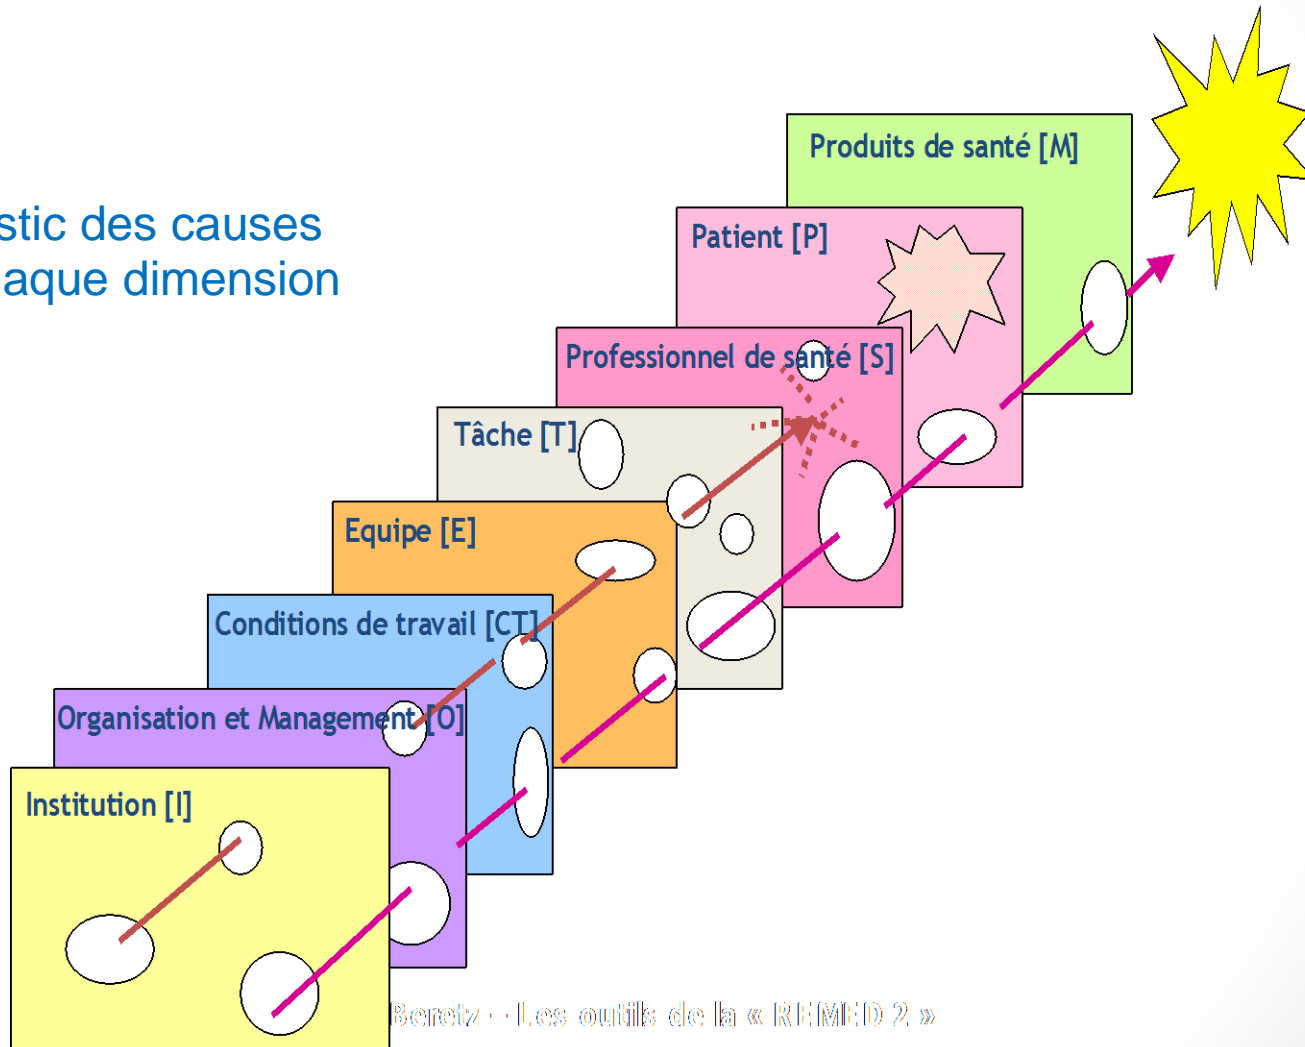 stic des causes
aque dimension
Produits de santé [M]
Patient [P]
Professionnel de santé [S]
Tâche [T]
Equipe [E]
Conditions de travail [CT]
Organisation et Management [O]
Institution [I]
Beretz - Les outils de la « REMED 2 »